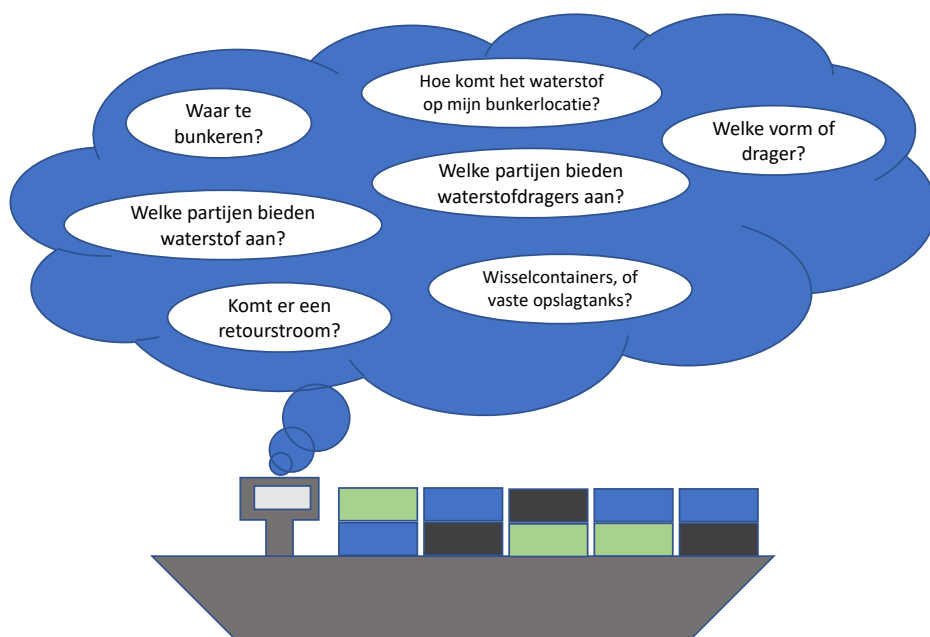 Hoe komt het waterstof
op mijn bunkerlocatie?
Waar te
bunkeren?
Welke vorm of
drager?
Welke partijen bieden
waterstofdragers aan?
Welke partijen bieden
waterstof aan?
Wisselcontainers, of
vaste opslagtanks?
Komt er een
retourstroom?